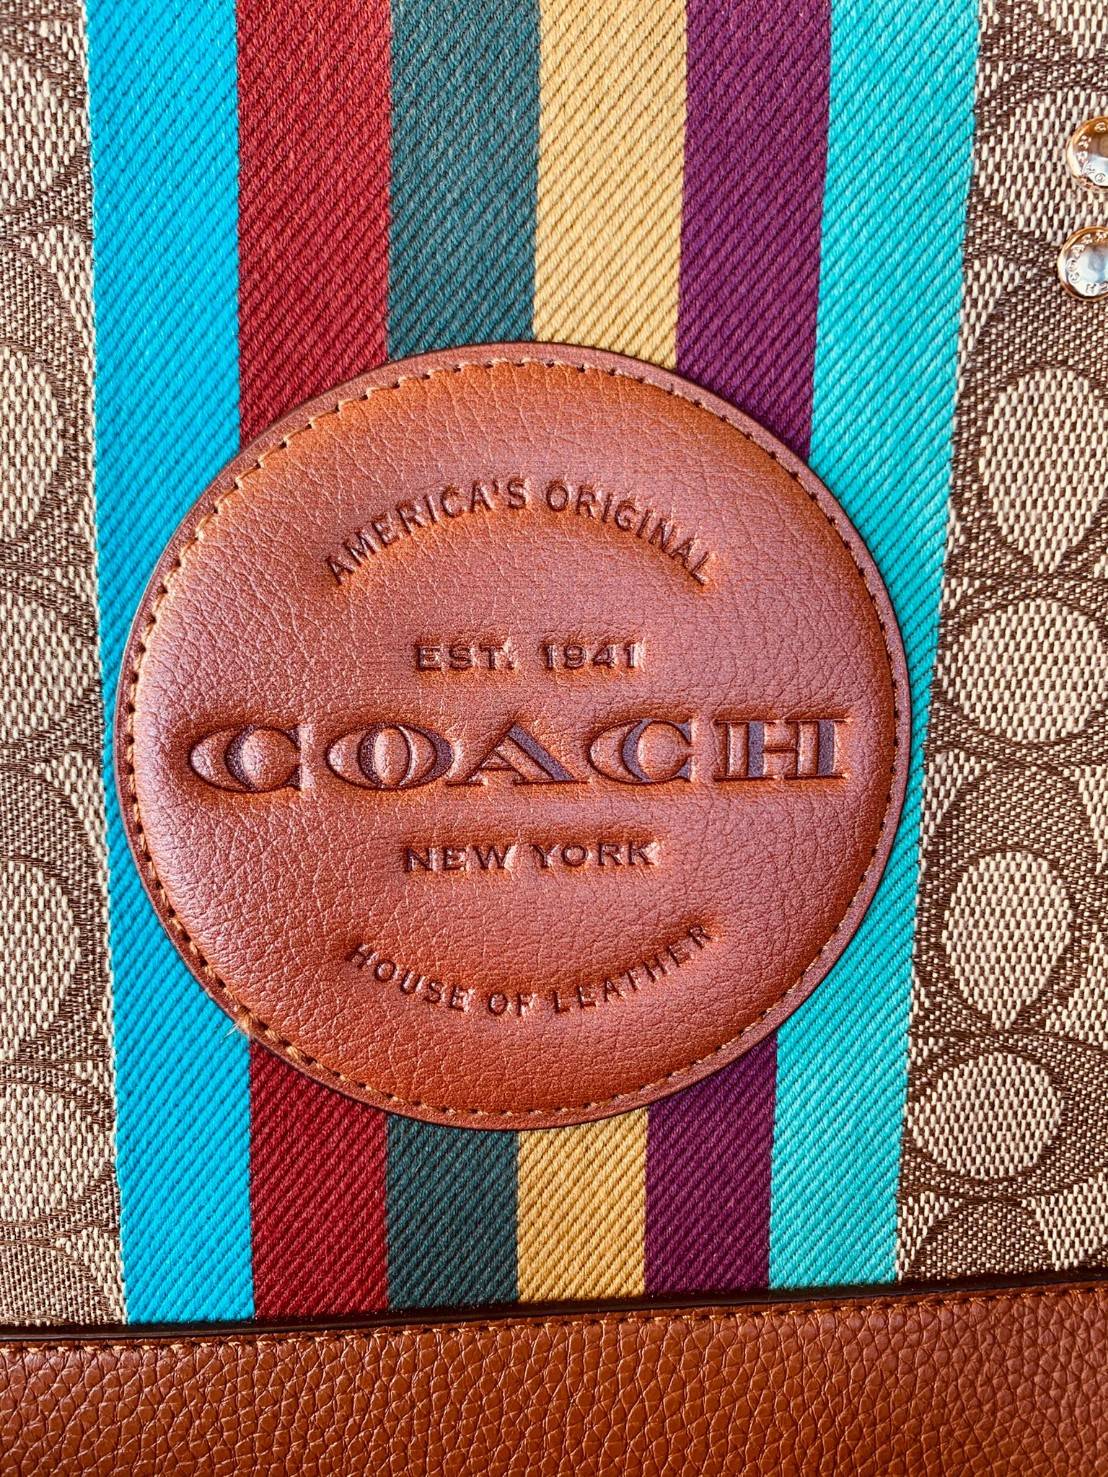 AMERICA'S ORIGINAL
EST. 1941
COACH
NEW YORK
HOUSE OF LEATHER